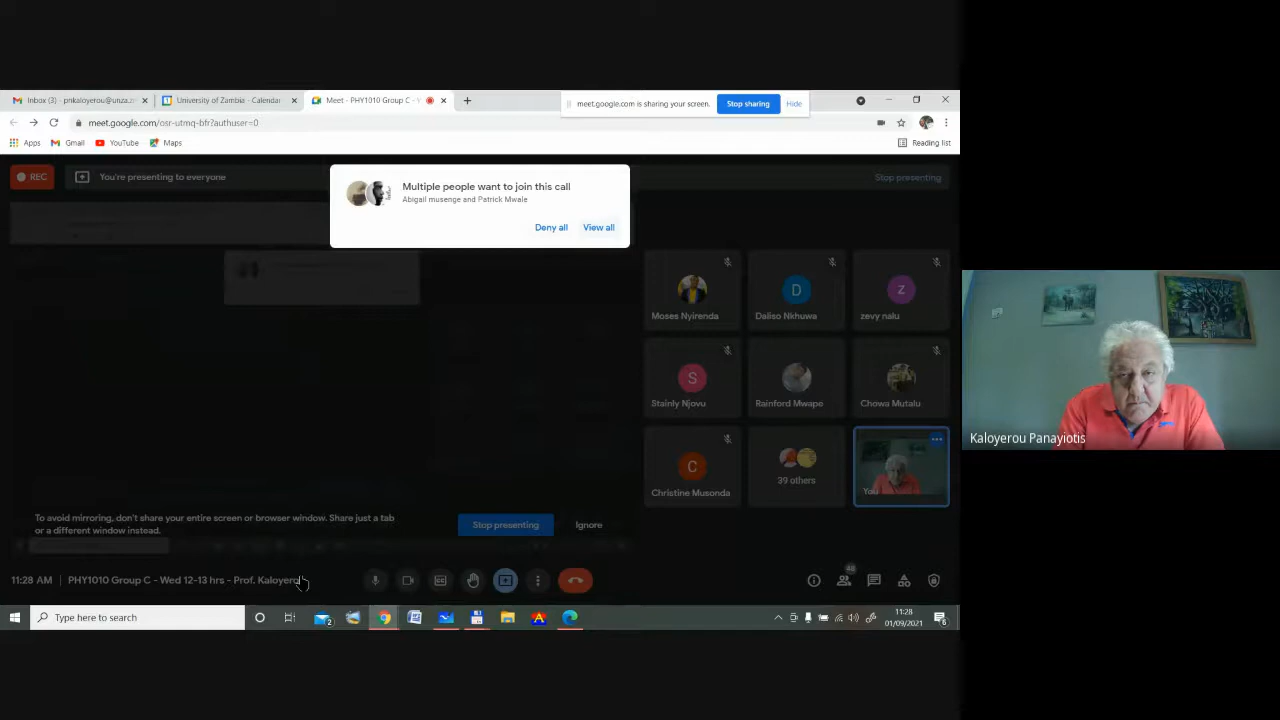 Inbox (3) - pnkaloyerou@unza.z
University of Zambia - Calenda
Meet - PHY1010 Group C - 
meet.google.com is sharing your screen.
Stop sharing
Hide
meet.google.com/osr-utmq-bfr?authuser=0
Apps
Gmail
YouTube
Maps
Reading list
REC
You're presenting to everyone
Stop presenting
Multiple people want to join this call
Abigail musenge and Patrick Mwale
Deny all
View all
Moses Nyirenda
D
Daliso Nkhuwa
z
zevy nalu
S
Stainly Njovu
Rainford Mwape
Chowa Mutalu
C
Christine Musonda
39 others
You
Kaloyerou Panayiotis
To avoid mirroring, don't share your entire screen or browser window. Share just a tab
or a different window instead.
Stop presenting
Ignore
11:28 AM | PHY1010 Group C - Wed 12-13 hrs - Prof. Kaloyero
48
Type here to search
2
11:28
01/09/2021
6